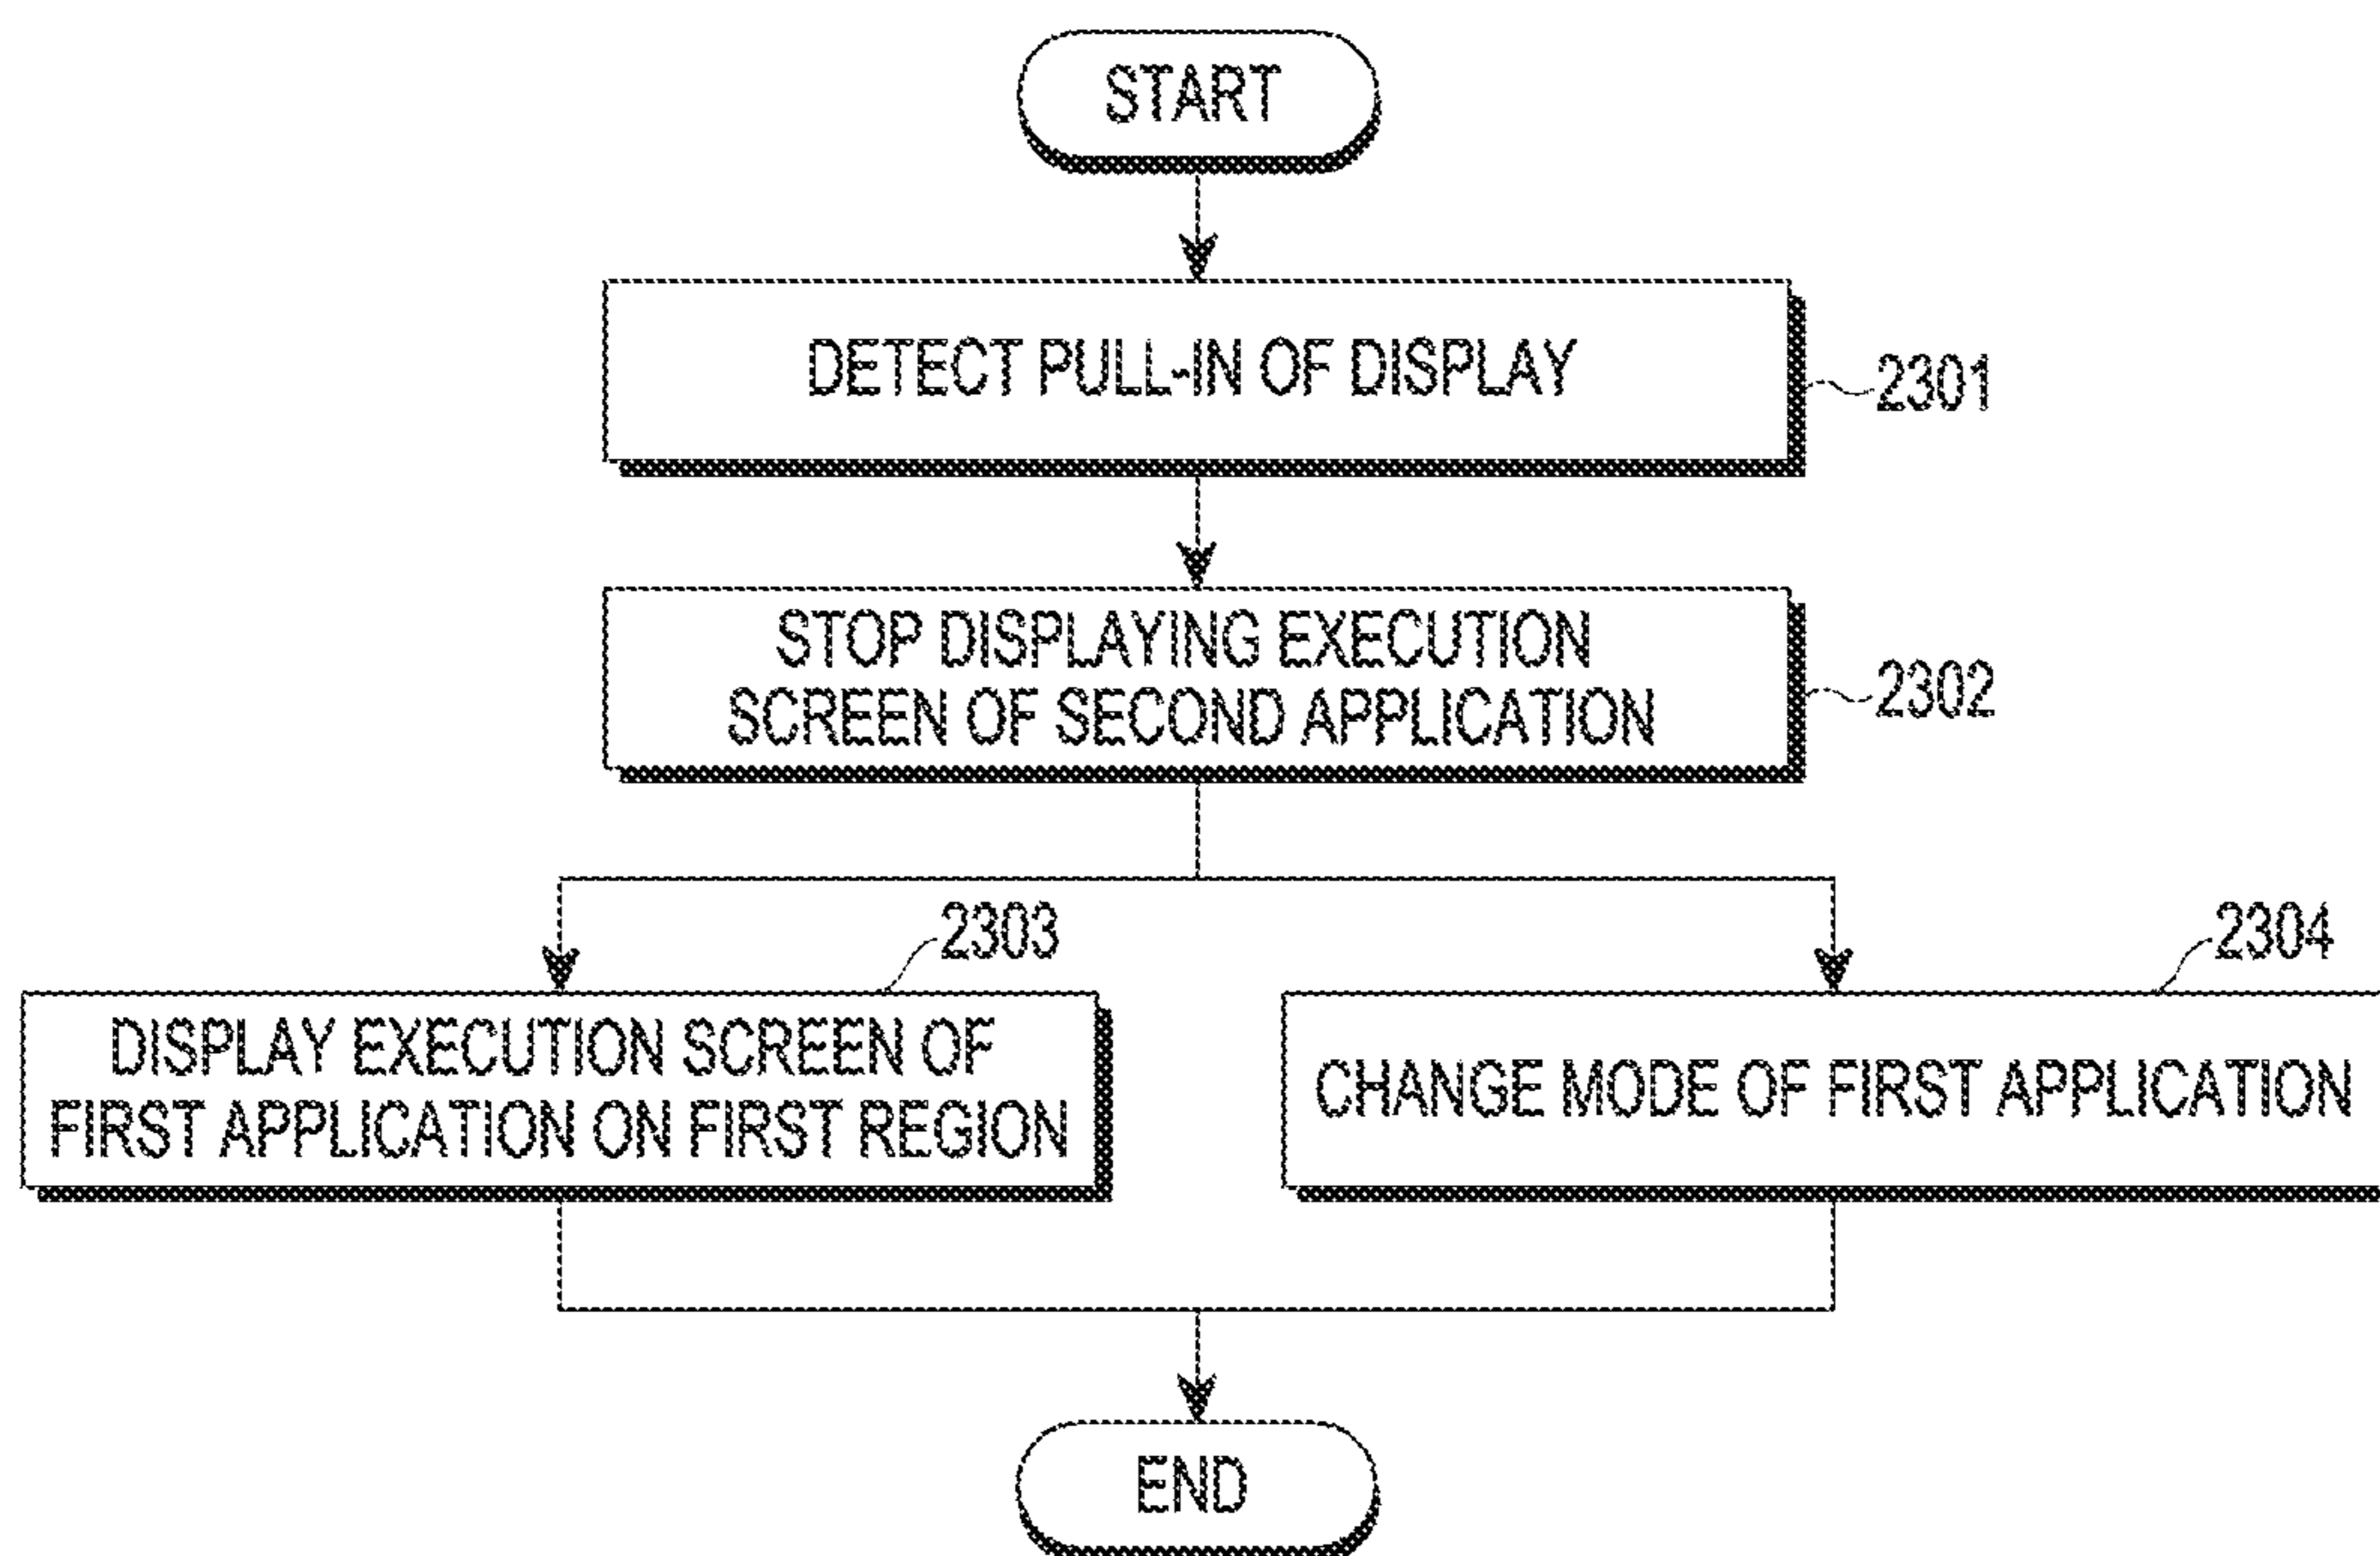 START
DETECT PULL-IN OF DISPLAY
2301
STOP DISPLAYING EXECUTION
SCREEN OF SECOND APPLICATION
2302
2303
DISPLAY EXECUTION SCREEN OF
FIRST APPLICATION ON FIRST REGION
2304
CHANGE MODE OF FIRST APPLICATION
END